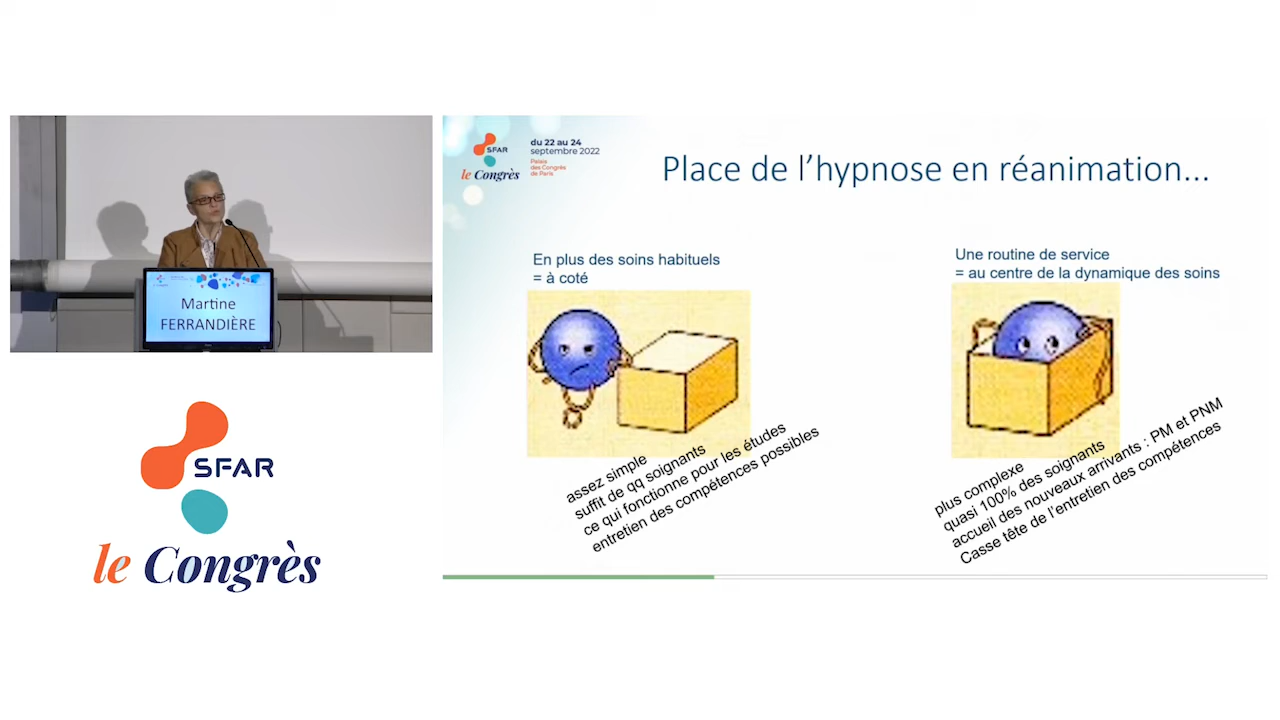 Martine
FERRANDIÈRE
SFAR
le Congrès
SFAR
le Congrès
du 22 au 24
septembre 2022
Palais
des Congrès
de Paris
Place de l'hypnose en réanimation...
En plus des soins habituels
= à coté
assez simple
suffit de qq soignants
ce qui fonctionne pour les études
entretien des compétences possibles
Une routine de service
= au centre de la dynamique des soins
plus complexe
quasi 100% des soignants
accueil des nouveaux arrivants : PM et PNM
Casse tête de l'entretien des compétences